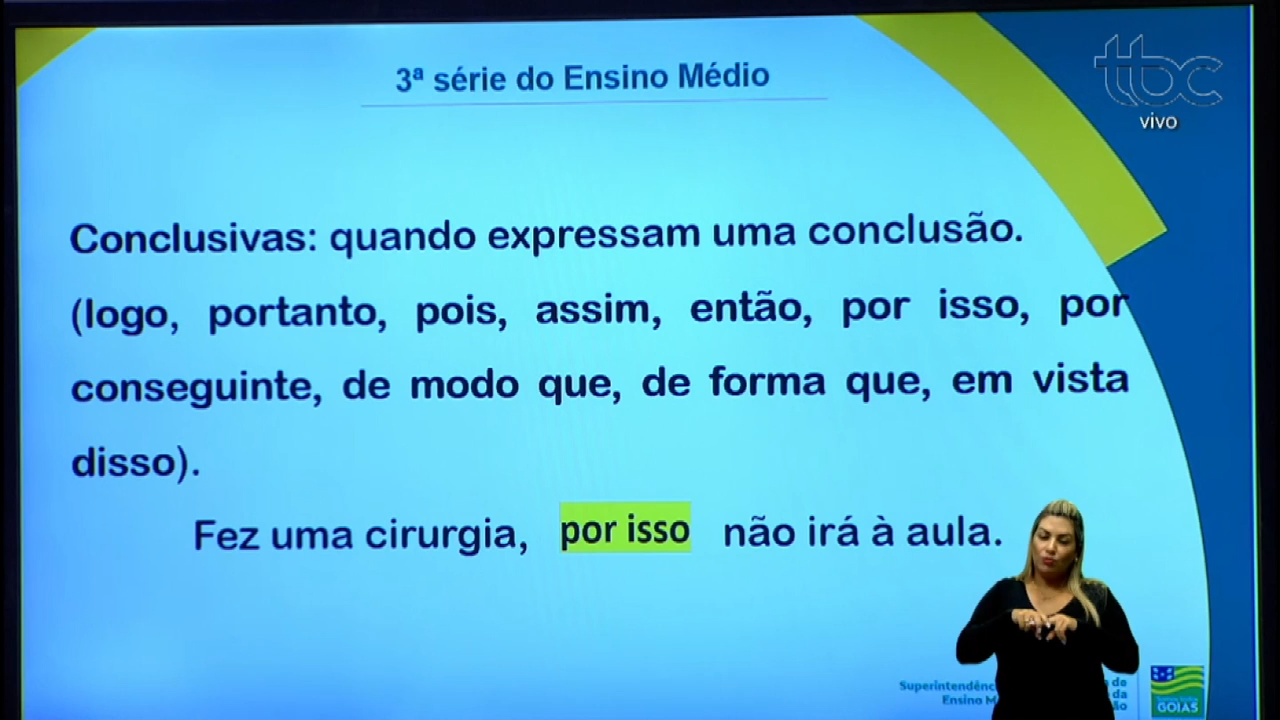 3ª série do Ensino Médio
ttbc
vivo
Conclusivas: quando expressam uma conclusão.
(logo, portanto, pois, assim, então, por isso, por
conseguinte, de modo que, de forma que, em vista
disso).
Fez uma cirurgia, por isso não irá à aula.
Ensino
GOIÁS